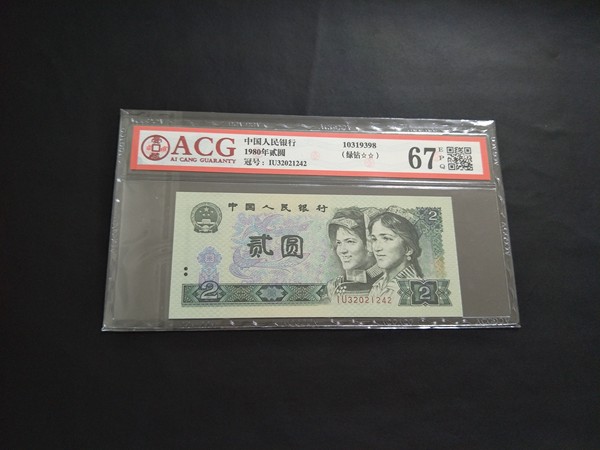 ACG
AI CANG GUARANTY
中国人民银行
1980年贰圆
冠号：IU32021242
10319398
（绿钻☆☆）
67 EPQ
中国人民银行
贰圆
2
2
2
IU32021242